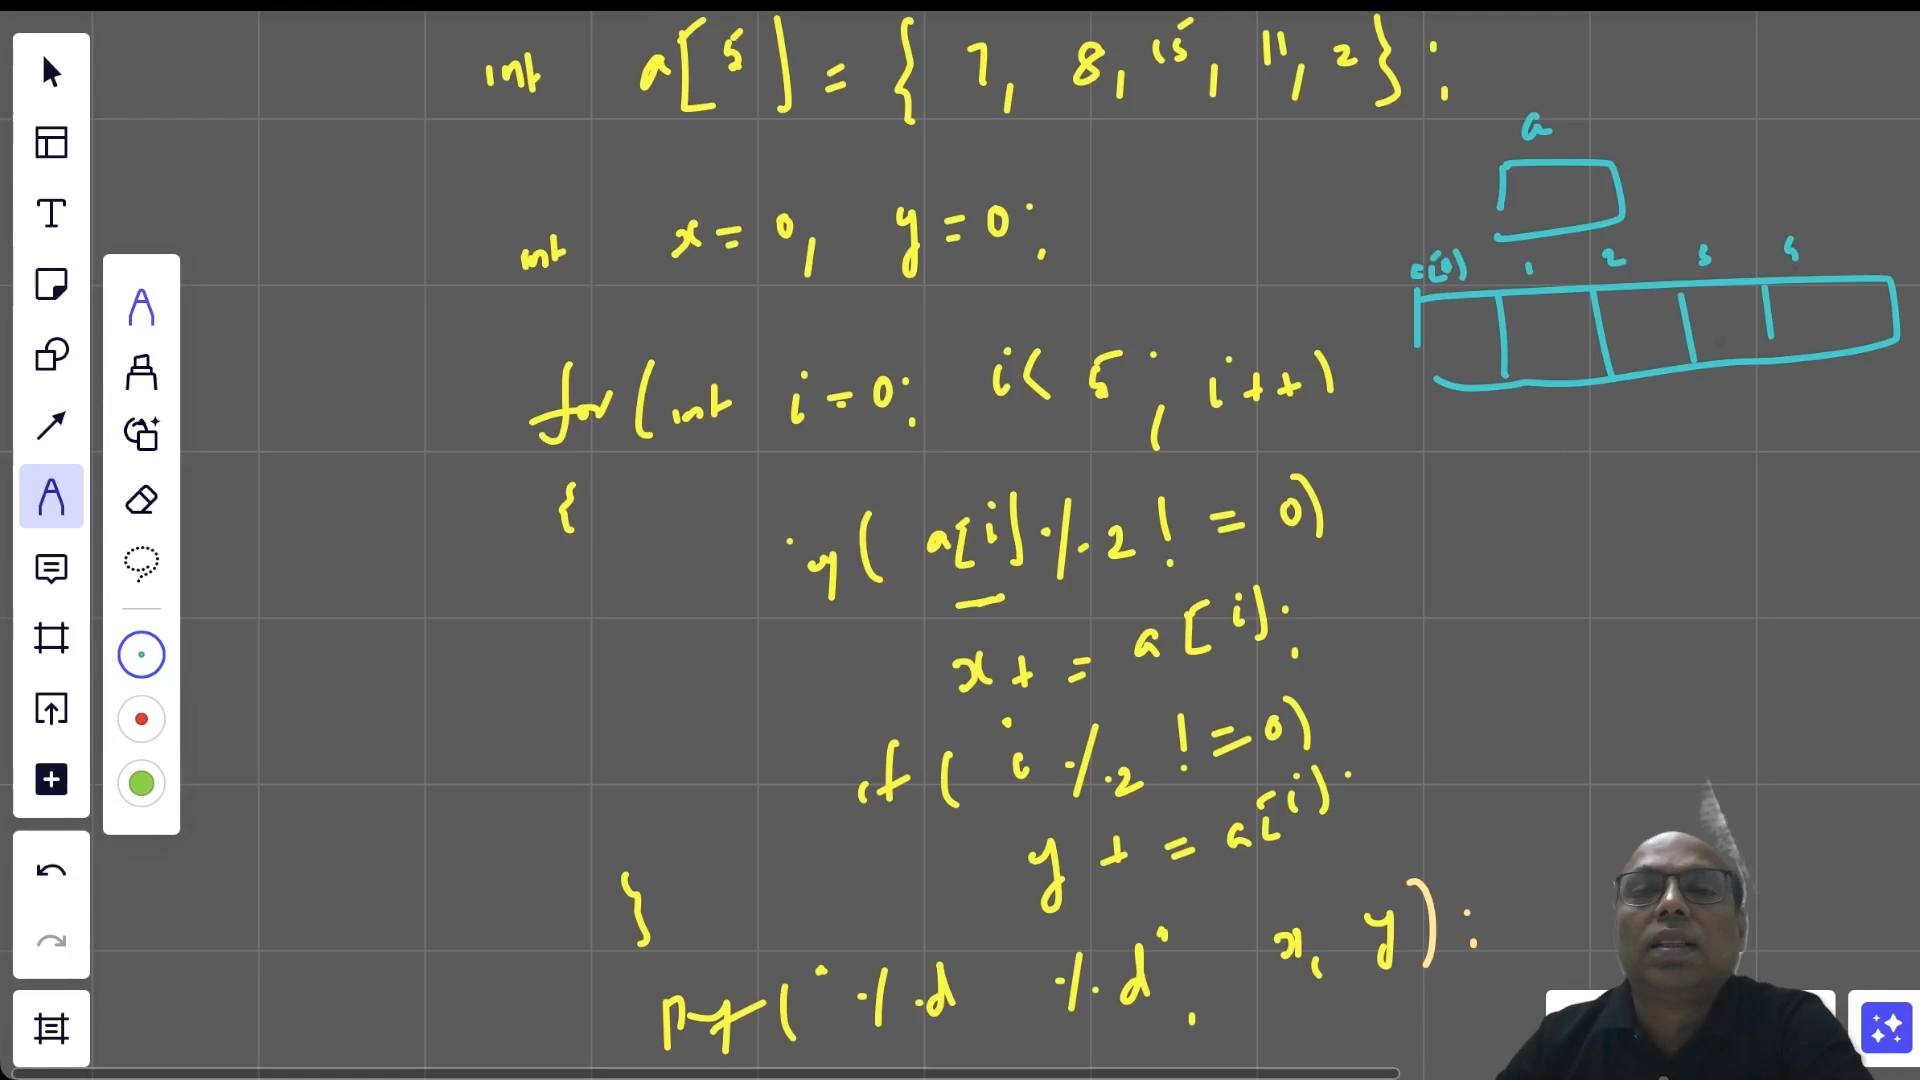 int a[5] = { 7, 8, 15, 11, 2 };
a
int x = 0, y = 0;
a[0] 1 2 3 4
for( int i = 0; i < 5; i++)
{
if( a[i] % 2 != 0)
x += a[i];
if( i % 2 != 0)
y += a[i];
}
pf(" %d %d", x, y);
T